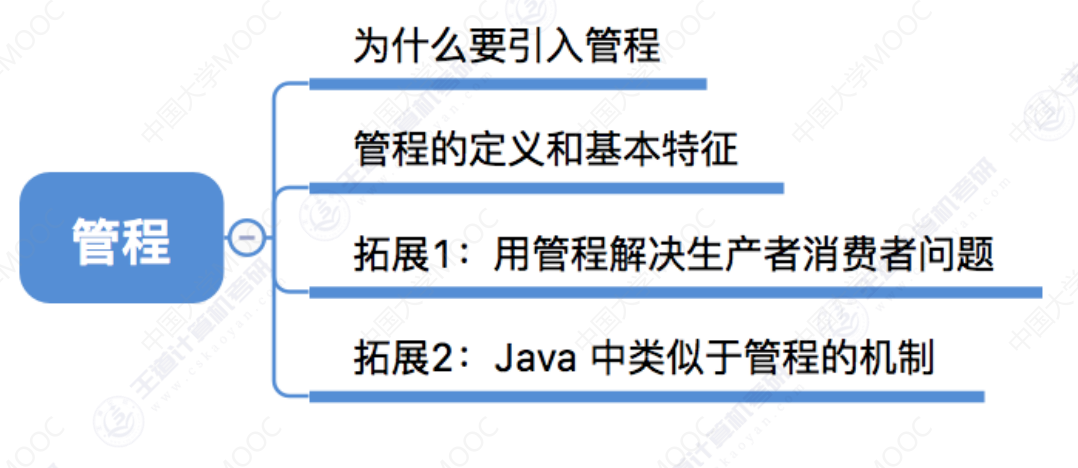 为什么要引入管程
管程的定义和基本特征
管程
拓展1：用管程解决生产者消费者问题
拓展2：Java 中类似于管程的机制
中国大学MOOC
王道计算机考研
www.cskaoyan.com